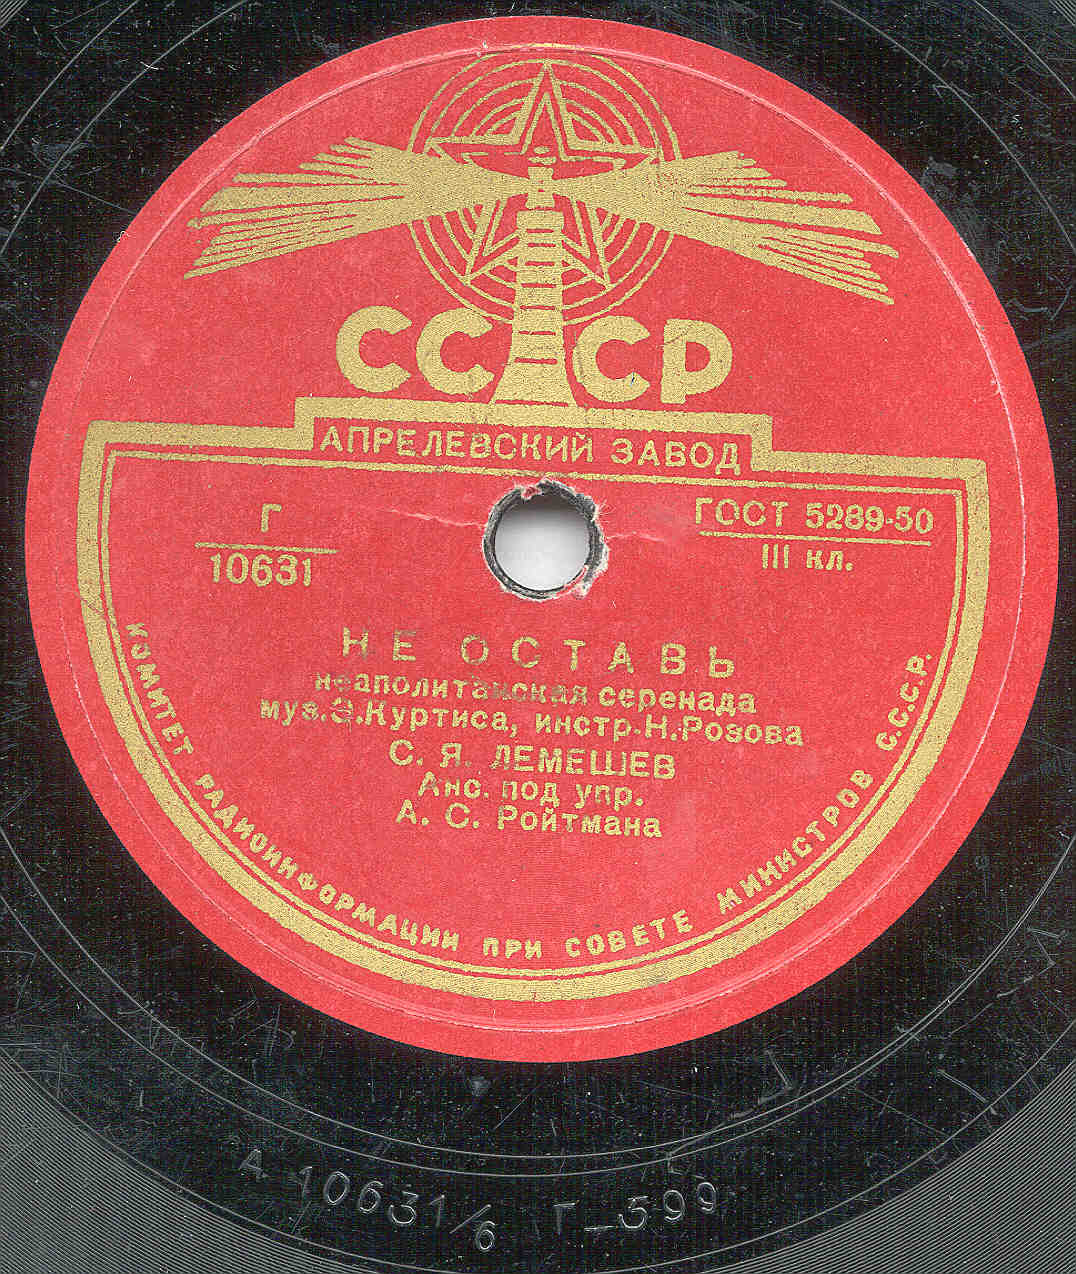 СССР
АПРЕЛЕВСКИЙ ЗАВОД
Г
10631
ГОСТ 5289-50
III кл.
НЕ ОСТАВЬ
неаполитанская серенада
муз.Э.Куртиса, инстр.Н.Розова
С. Я. ЛЕМЕШЕВ
Анс. под упр.
А. С. Ройтмана
КОМИТЕТ РАДИОИНФОРМАЦИИ ПРИ СОВЕТЕ МИНИСТРОВ С.С.С.Р.
А 10631/6 Г-599